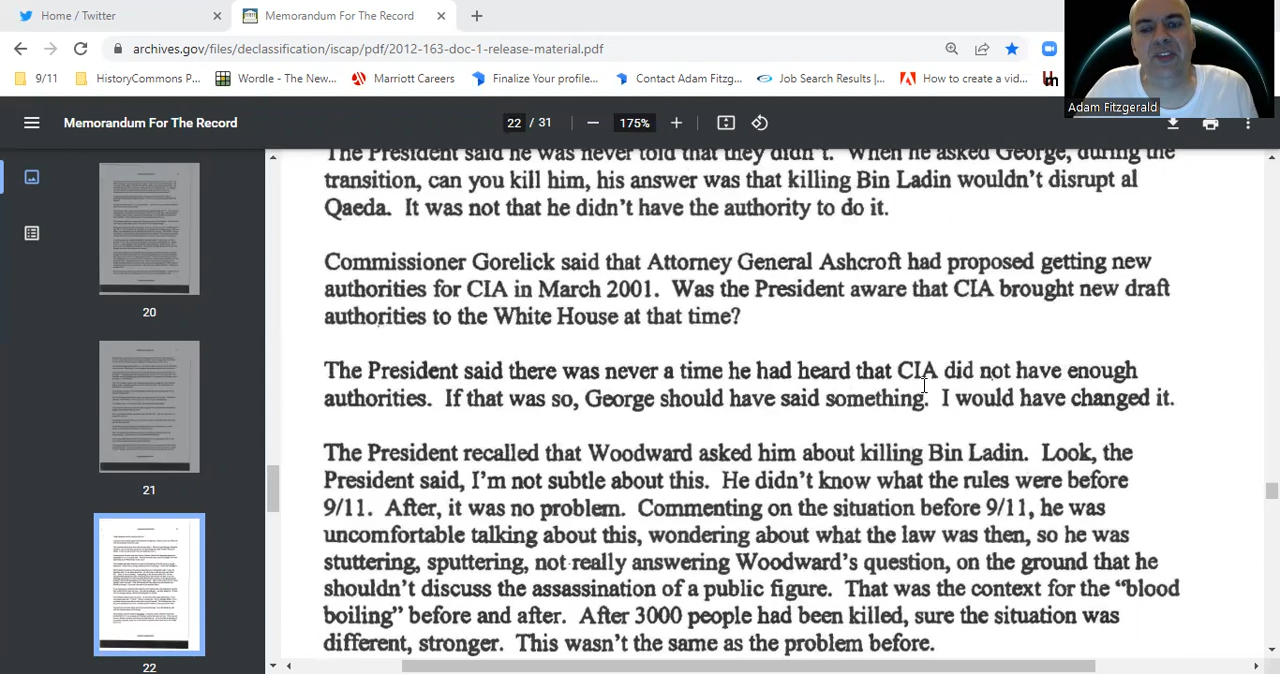 Home / Twitter
Memorandum For The Record
archives.gov/files/declassification/iscap/pdf/2012-163-doc-1-release-material.pdf
9/11
HistoryCommons P...
Wordle - The New...
Marriott Careers
Finalize Your profile...
Contact Adam Fitzg...
Job Search Results |...
How to create a vid...
Adam Fitzgerald
Memorandum For The Record
22 / 31
175%
20
21
22
The President said he was never told that they didn't. When he asked George, during the
transition, can you kill him, his answer was that killing Bin Ladin wouldn't disrupt al
Qaeda. It was not that he didn't have the authority to do it.
Commissioner Gorelick said that Attorney General Ashcroft had proposed getting new
authorities for CIA in March 2001. Was the President aware that CIA brought new draft
authorities to the White House at that time?
The President said there was never a time he had heard that CIA did not have enough
authorities. If that was so, George should have said something. I would have changed it.
The President recalled that Woodward asked him about killing Bin Ladin. Look, the
President said, I'm not subtle about this. He didn't know what the rules were before
9/11. After, it was no problem. Commenting on the situation before 9/11, he was
uncomfortable talking about this, wondering about what the law was then, so he was
stuttering, sputtering, not really answering Woodward's question, on the ground that he
shouldn't discuss the assassination of a public figure. That was the context for the "blood
boiling" before and after. After 3000 people had been killed, sure the situation was
different, stronger. This wasn't the same as the problem before.